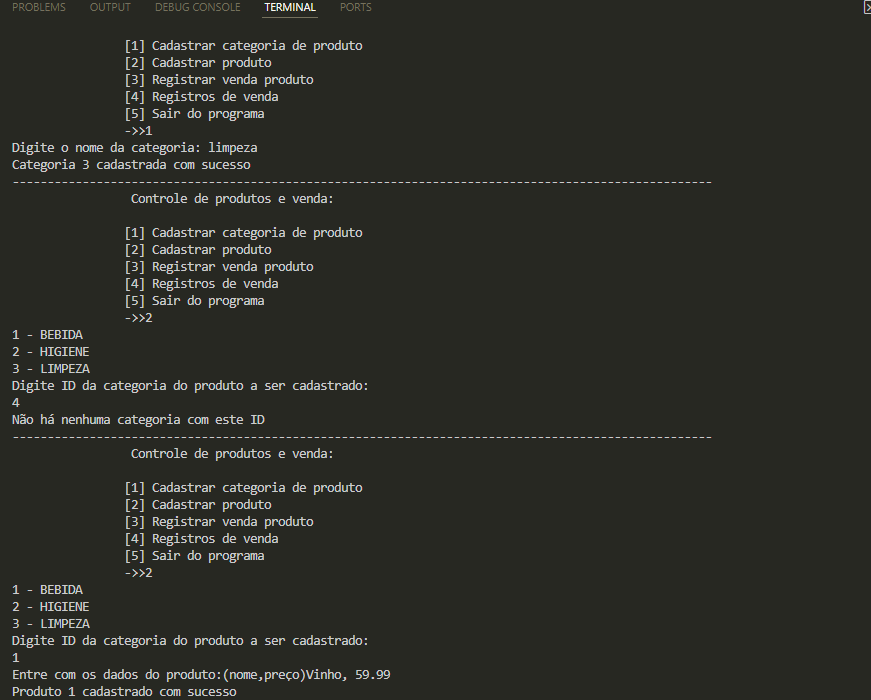 PROBLEMS OUTPUT DEBUG CONSOLE TERMINAL PORTS
[1] Cadastrar categoria de produto
[2] Cadastrar produto
[3] Registrar venda produto
[4] Registros de venda
[5] Sair do programa
->>1
Digite o nome da categoria: limpeza
Categoria 3 cadastrada com sucesso
----------------------------------------------------------------------------------------------------
Controle de produtos e venda:
[1] Cadastrar categoria de produto
[2] Cadastrar produto
[3] Registrar venda produto
[4] Registros de venda
[5] Sair do programa
->>2
1 - BEBIDA
2 - HIGIENE
3 - LIMPEZA
Digite ID da categoria do produto a ser cadastrado:
4
Não há nenhuma categoria com este ID
----------------------------------------------------------------------------------------------------
Controle de produtos e venda:
[1] Cadastrar categoria de produto
[2] Cadastrar produto
[3] Registrar venda produto
[4] Registros de venda
[5] Sair do programa
->>2
1 - BEBIDA
2 - HIGIENE
3 - LIMPEZA
Digite ID da categoria do produto a ser cadastrado:
1
Entre com os dados do produto:(nome,preço)Vinho, 59.99
Produto 1 cadastrado com sucesso